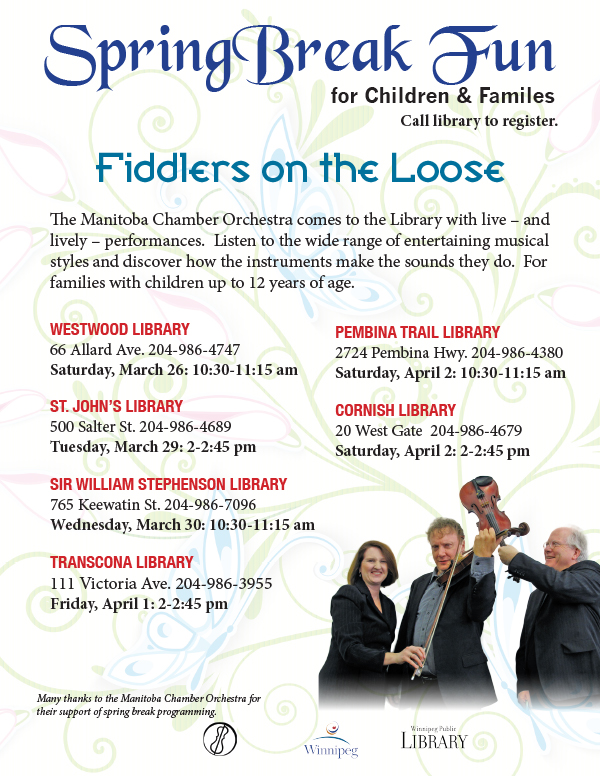 Spring Break Fun
for Children & Familes
Call library to register.
Fiddlers on the Loose
The Manitoba Chamber Orchestra comes to the Library with live – and
lively – performances. Listen to the wide range of entertaining musical
styles and discover how the instruments make the sounds they do. For
families with children up to 12 years of age.
WESTWOOD LIBRARY
66 Allard Ave. 204-986-4747
Saturday, March 26: 10:30-11:15 am
ST. JOHN'S LIBRARY
500 Salter St. 204-986-4689
Tuesday, March 29: 2-2:45 pm
SIR WILLIAM STEPHENSON LIBRARY
765 Keewatin St. 204-986-7096
Wednesday, March 30: 10:30-11:15 am
TRANSCONA LIBRARY
111 Victoria Ave. 204-986-3955
Friday, April 1: 2-2:45 pm
PEMBINA TRAIL LIBRARY
2724 Pembina Hwy. 204-986-4380
Saturday, April 2: 10:30-11:15 am
CORNISH LIBRARY
20 West Gate 204-986-4679
Saturday, April 2: 2-2:45 pm
Many thanks to the Manitoba Chamber Orchestra for
their support of spring break programming.
Winnipeg
Winnipeg Public
LIBRARY